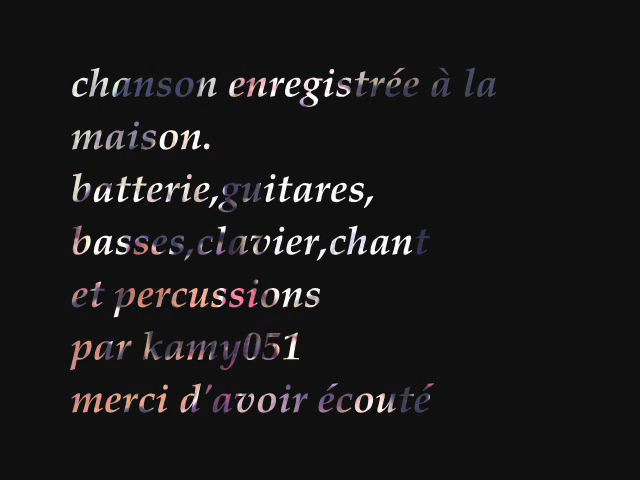 chanson enregistrée à la
maison.
batterie,guitares,
basses,clavier,chant
et percussions
par kamy051
merci d'avoir écouté